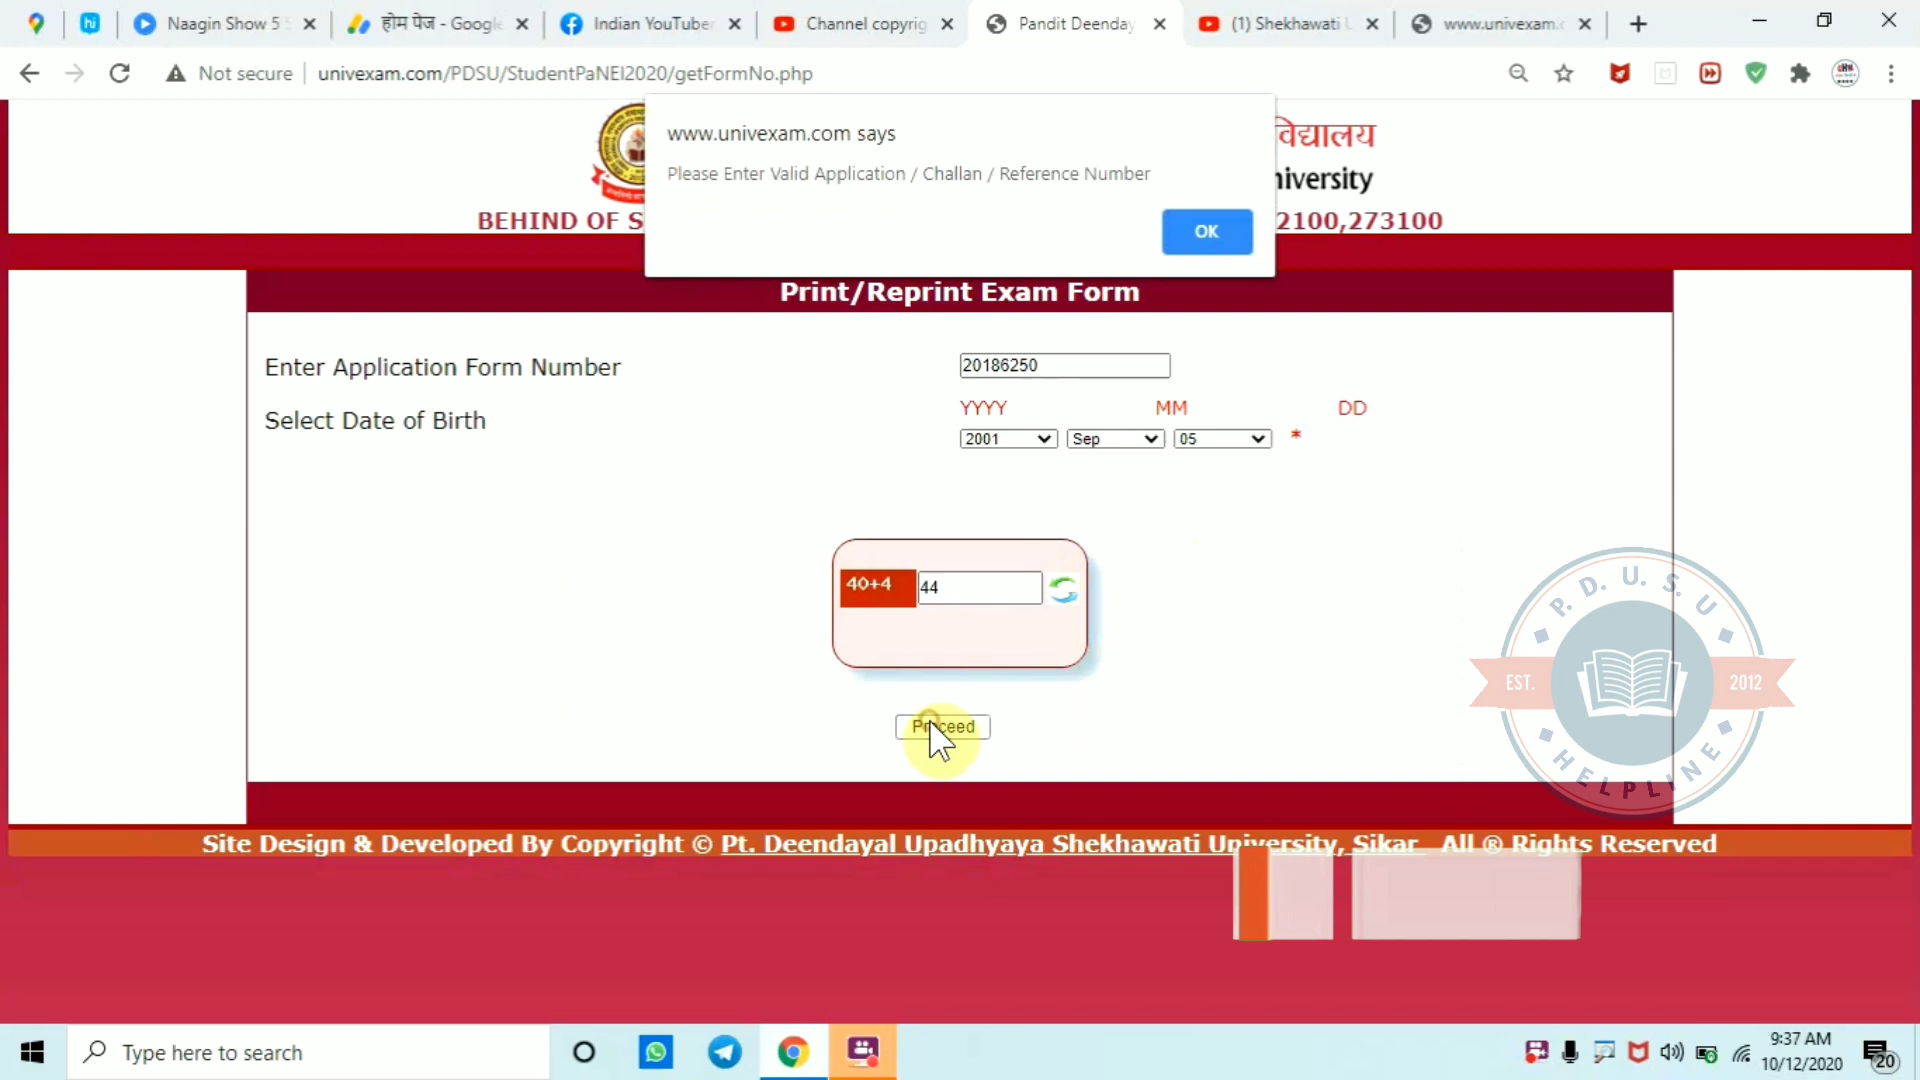 hi
Naagin Show 5
होम पेज - Google
Indian YouTuber
Channel copyrig
Pandit Deenday
(1) Shekhawati
www.univexam.
Not secure
univexam.com/PDSU/StudentPaNEl2020/getFormNo.php
www.univexam.com says
Please Enter Valid Application / Challan / Reference Number
OK
विद्यालय
niversity
BEHIND OF S
2100,273100
Print/Reprint Exam Form
Enter Application Form Number
20186250
YYYY MM DD
Select Date of Birth
2001 Sep 05 *
40+4 44
Proceed
P. D. U. S. U
EST. 2012
HELPLINE
Site Design & Developed By Copyright © Pt. Deendayal Upadhyaya Shekhawati University, Sikar All ® Rights Reserved
Type here to search
9:37 AM
10/12/2020
20